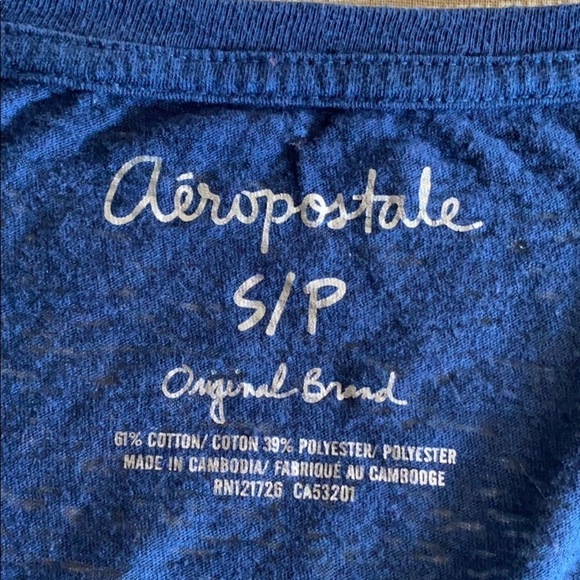 aéropostale
S/P
Original Brand
61% COTTON/ COTON 39% POLYESTER/ POLYESTER
MADE IN CAMBODIA/ FABRIQUÉ AU CAMBODGE
RN121726 CA53201